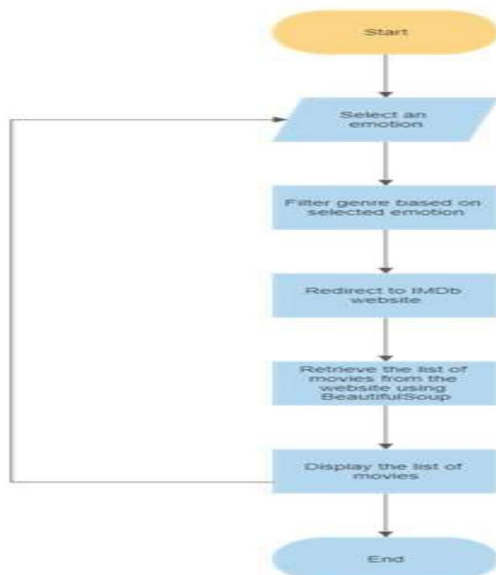 Start
Select an
emotion
Filter genre based on
selected emotion
Redirect to IMDb
website
Retrieve the list of
movies from the
website using
BeautifulSoup
Display the list of
movies
End